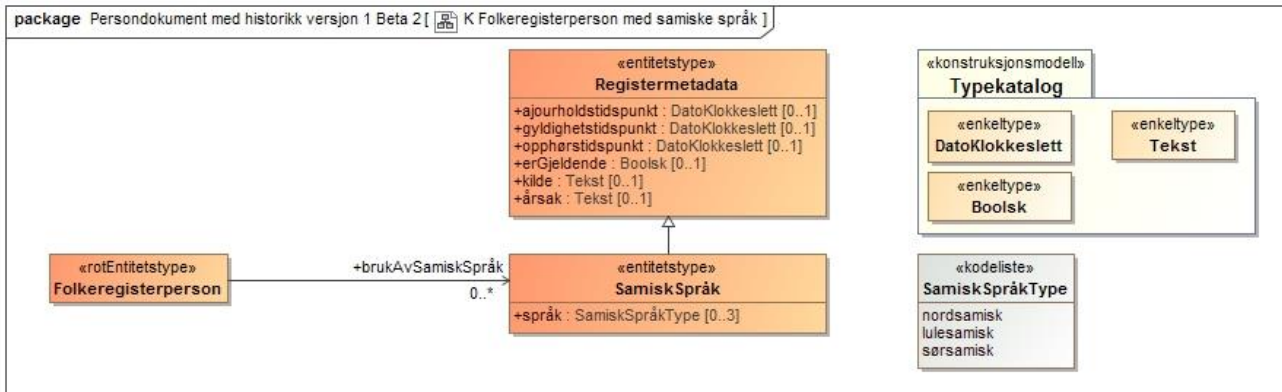 package Persondokument med historikk versjon 1 Beta 2 [ K Folkeregisterperson med samiske språk ]
«entitetstype»
Registermetadata
+ajourholdstidspunkt : DatoKlokkeslett [0..1]
+gyldighetstidspunkt : DatoKlokkeslett [0..1]
+opphørstidspunkt : DatoKlokkeslett [0..1]
+erGjeldende : Boolsk [0..1]
+kilde : Tekst [0..1]
+årsak : Tekst [0..1]
«konstruksjonsmodell»
Typekatalog
«enkeltype»
DatoKlokkeslett
«enkeltype»
Tekst
«enkeltype»
Boolsk
«rotEntitetstype»
Folkeregisterperson
+brukAvSamiskSpråk
0..*
«entitetstype»
SamiskSpråk
+språk : SamiskSpråkType [0..3]
«kodeliste»
SamiskSpråkType
nordsamisk
lulesamisk
sørsamisk